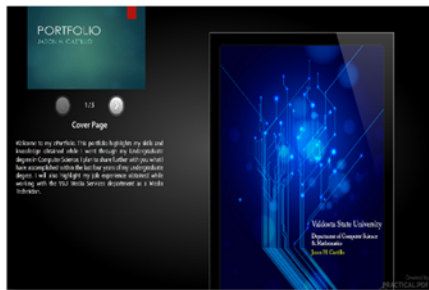 PORTFOLIO
JASON H. CASTILLO
1/5
Cover Page
Welcome to my ePortfolio. This portfolio highlights my skills and
knowledge obtained while I went through my Undergraduate
degree in Computer Science. I plan to share further with you what I
have accomplished within the last four years of my undergraduate
degree. I will also highlight my job experience obtained while
working with the VSU Media Services department as a Media
Technician.
Valdosta State University
Department of Computer Science
& Mathematics
Jason H. Castillo
Created by
PRACTICALPDF